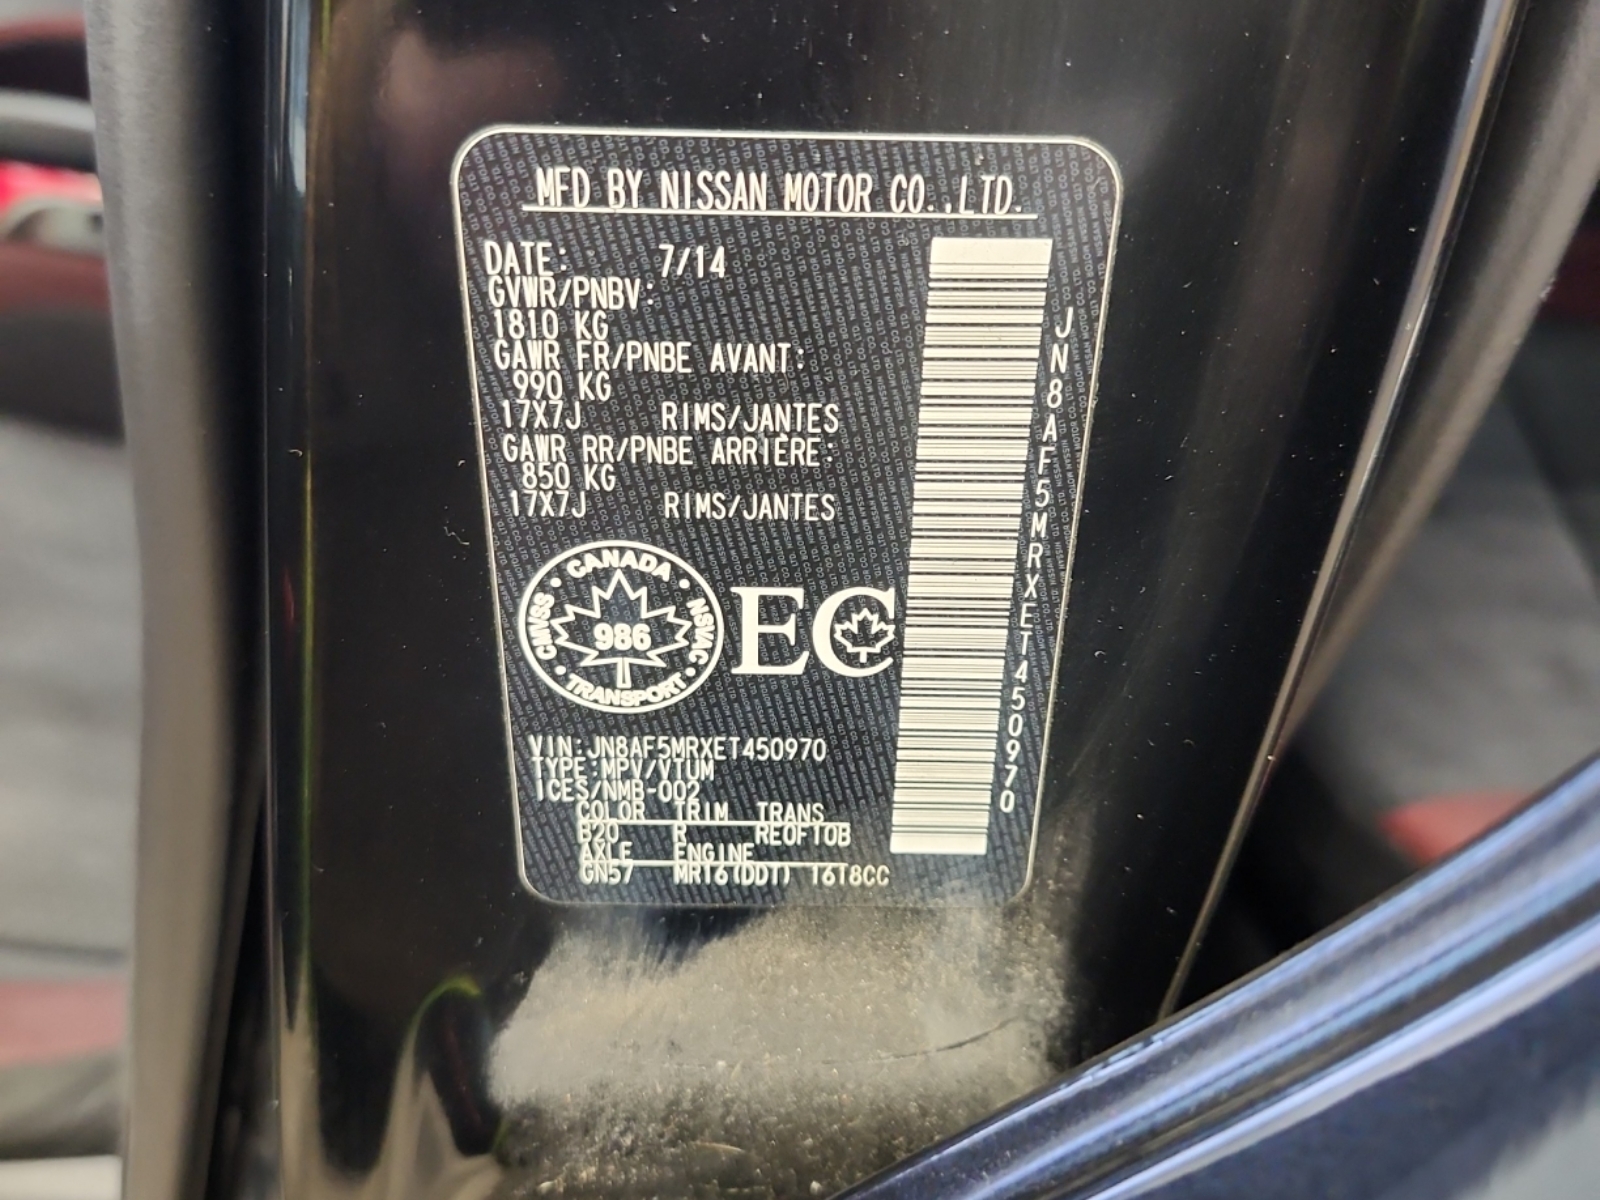 MFD BY NISSAN MOTOR CO.,LTD.
DATE: 7/14
GVWR/PNBV:
1810 KG
GAWR FR/PNBE AVANT:
990 KG
17X7J RIMS/JANTES
GAWR RR/PNBE ARRIÈRE:
850 KG
17X7J RIMS/JANTES
CANADA
CMVSS 986 NSVAC
TRANSPORT
EC
VIN:JN8AF5MRXET450970
TYPE:MPV/VTUM
ICES/NMB-002
COLOR TRIM TRANS
B20 R RE0F10B
AXLE ENGINE
GN57 MR16(DDT) 1618CC
JN8AF5MRXET450970